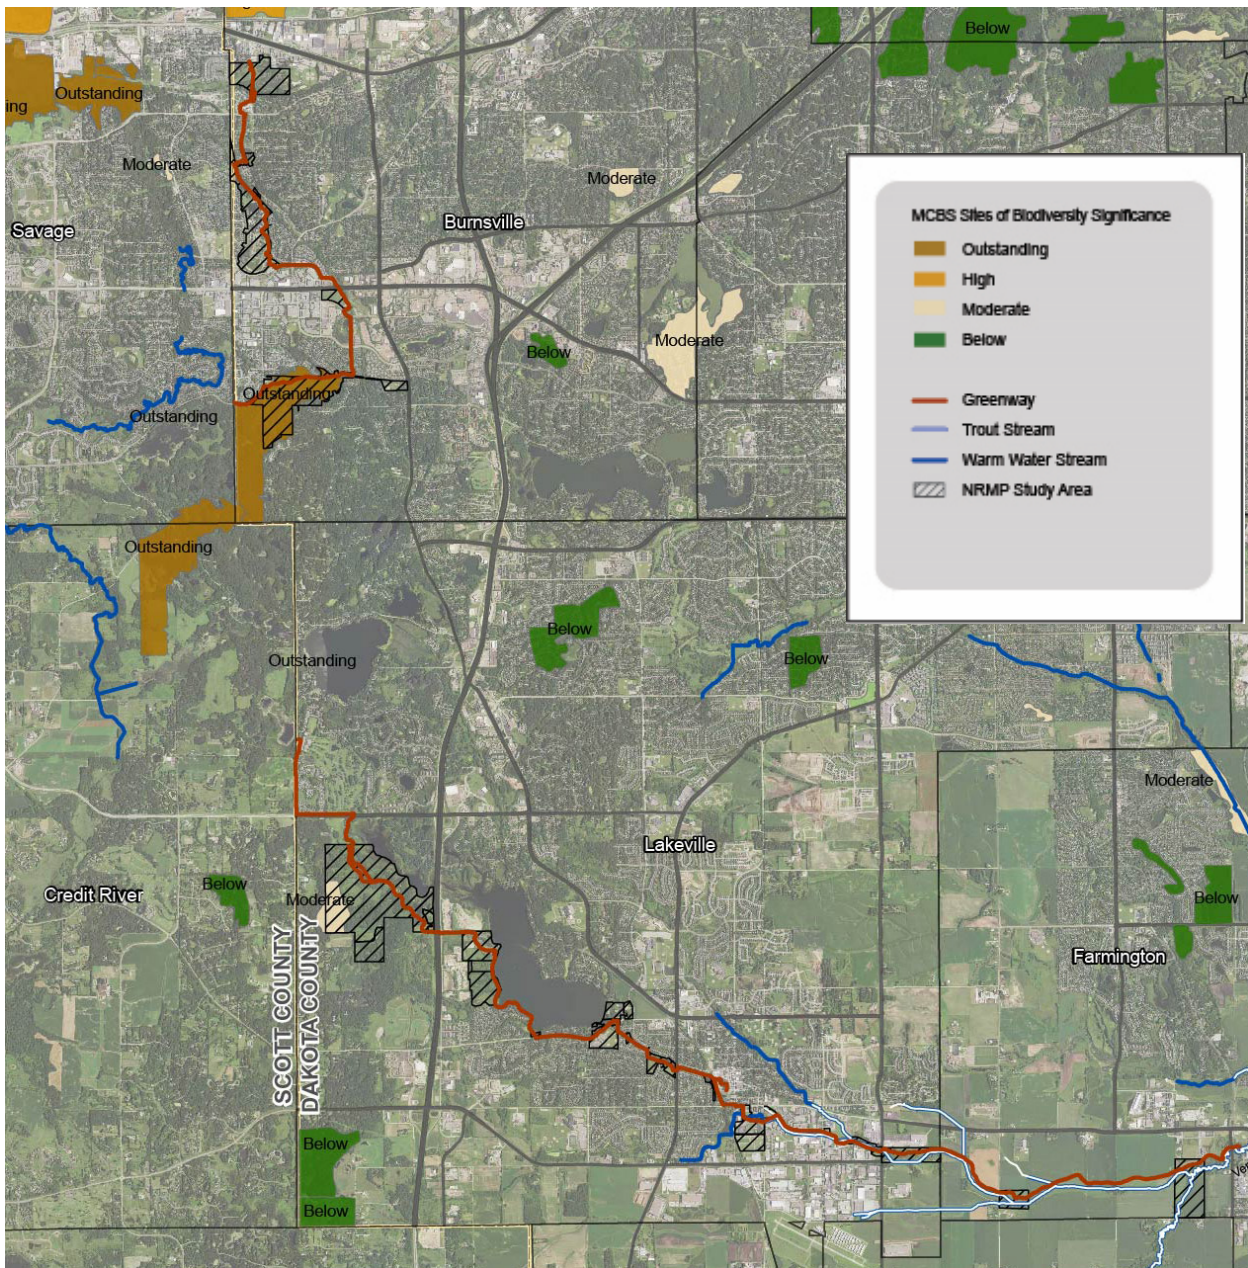 Below
Outstanding
ing
Moderate
Moderate
Savage
Burnsville
Moderate
Below
Outstanding
Outstanding
Outstanding
Below
Outstanding
Below
Moderate
Lakeville
Below
Credit River
Moderate
Below
Farmington
SCOTT COUNTY
DAKOTA COUNTY
Below
Below
Ve
MCBS Sites of Biodiversity Significance
Outstanding
High
Moderate
Below
Greenway
Trout Stream
Warm Water Stream
NRMP Study Area